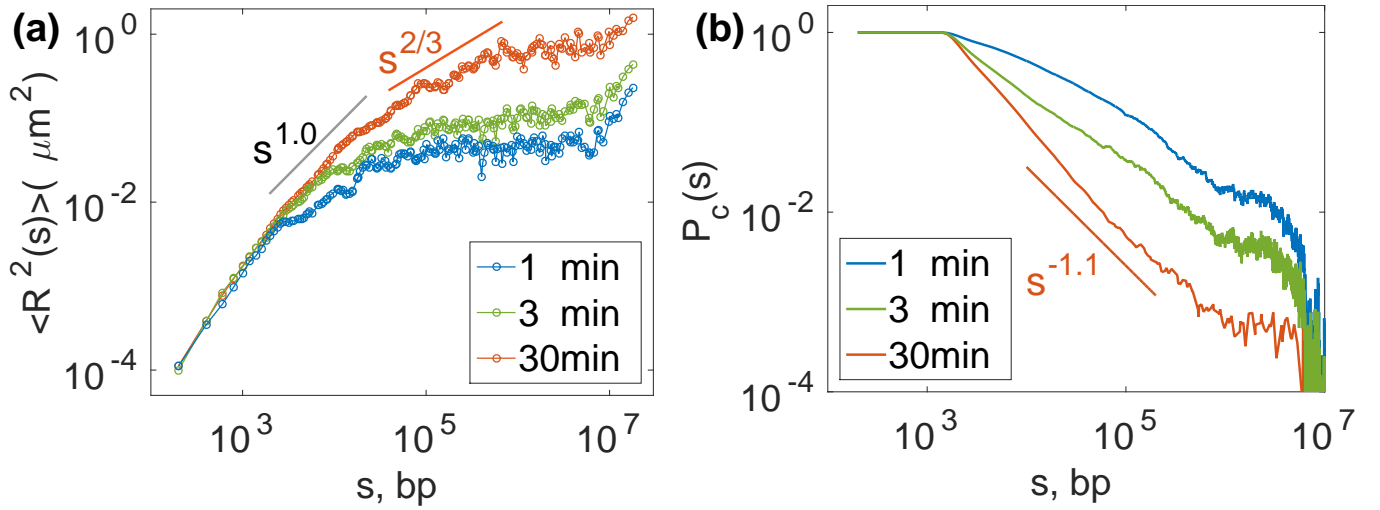 (a)
<R^2(s)>( μm^2)
10^0
10^-2
10^-4
s^1.0
s^2/3
1 min
3 min
30min
10^3
10^5
10^7
s, bp
(b)
P_c(s)
10^0
10^-2
10^-4
s^-1.1
1 min
3 min
30min
10^3
10^5
10^7
s, bp